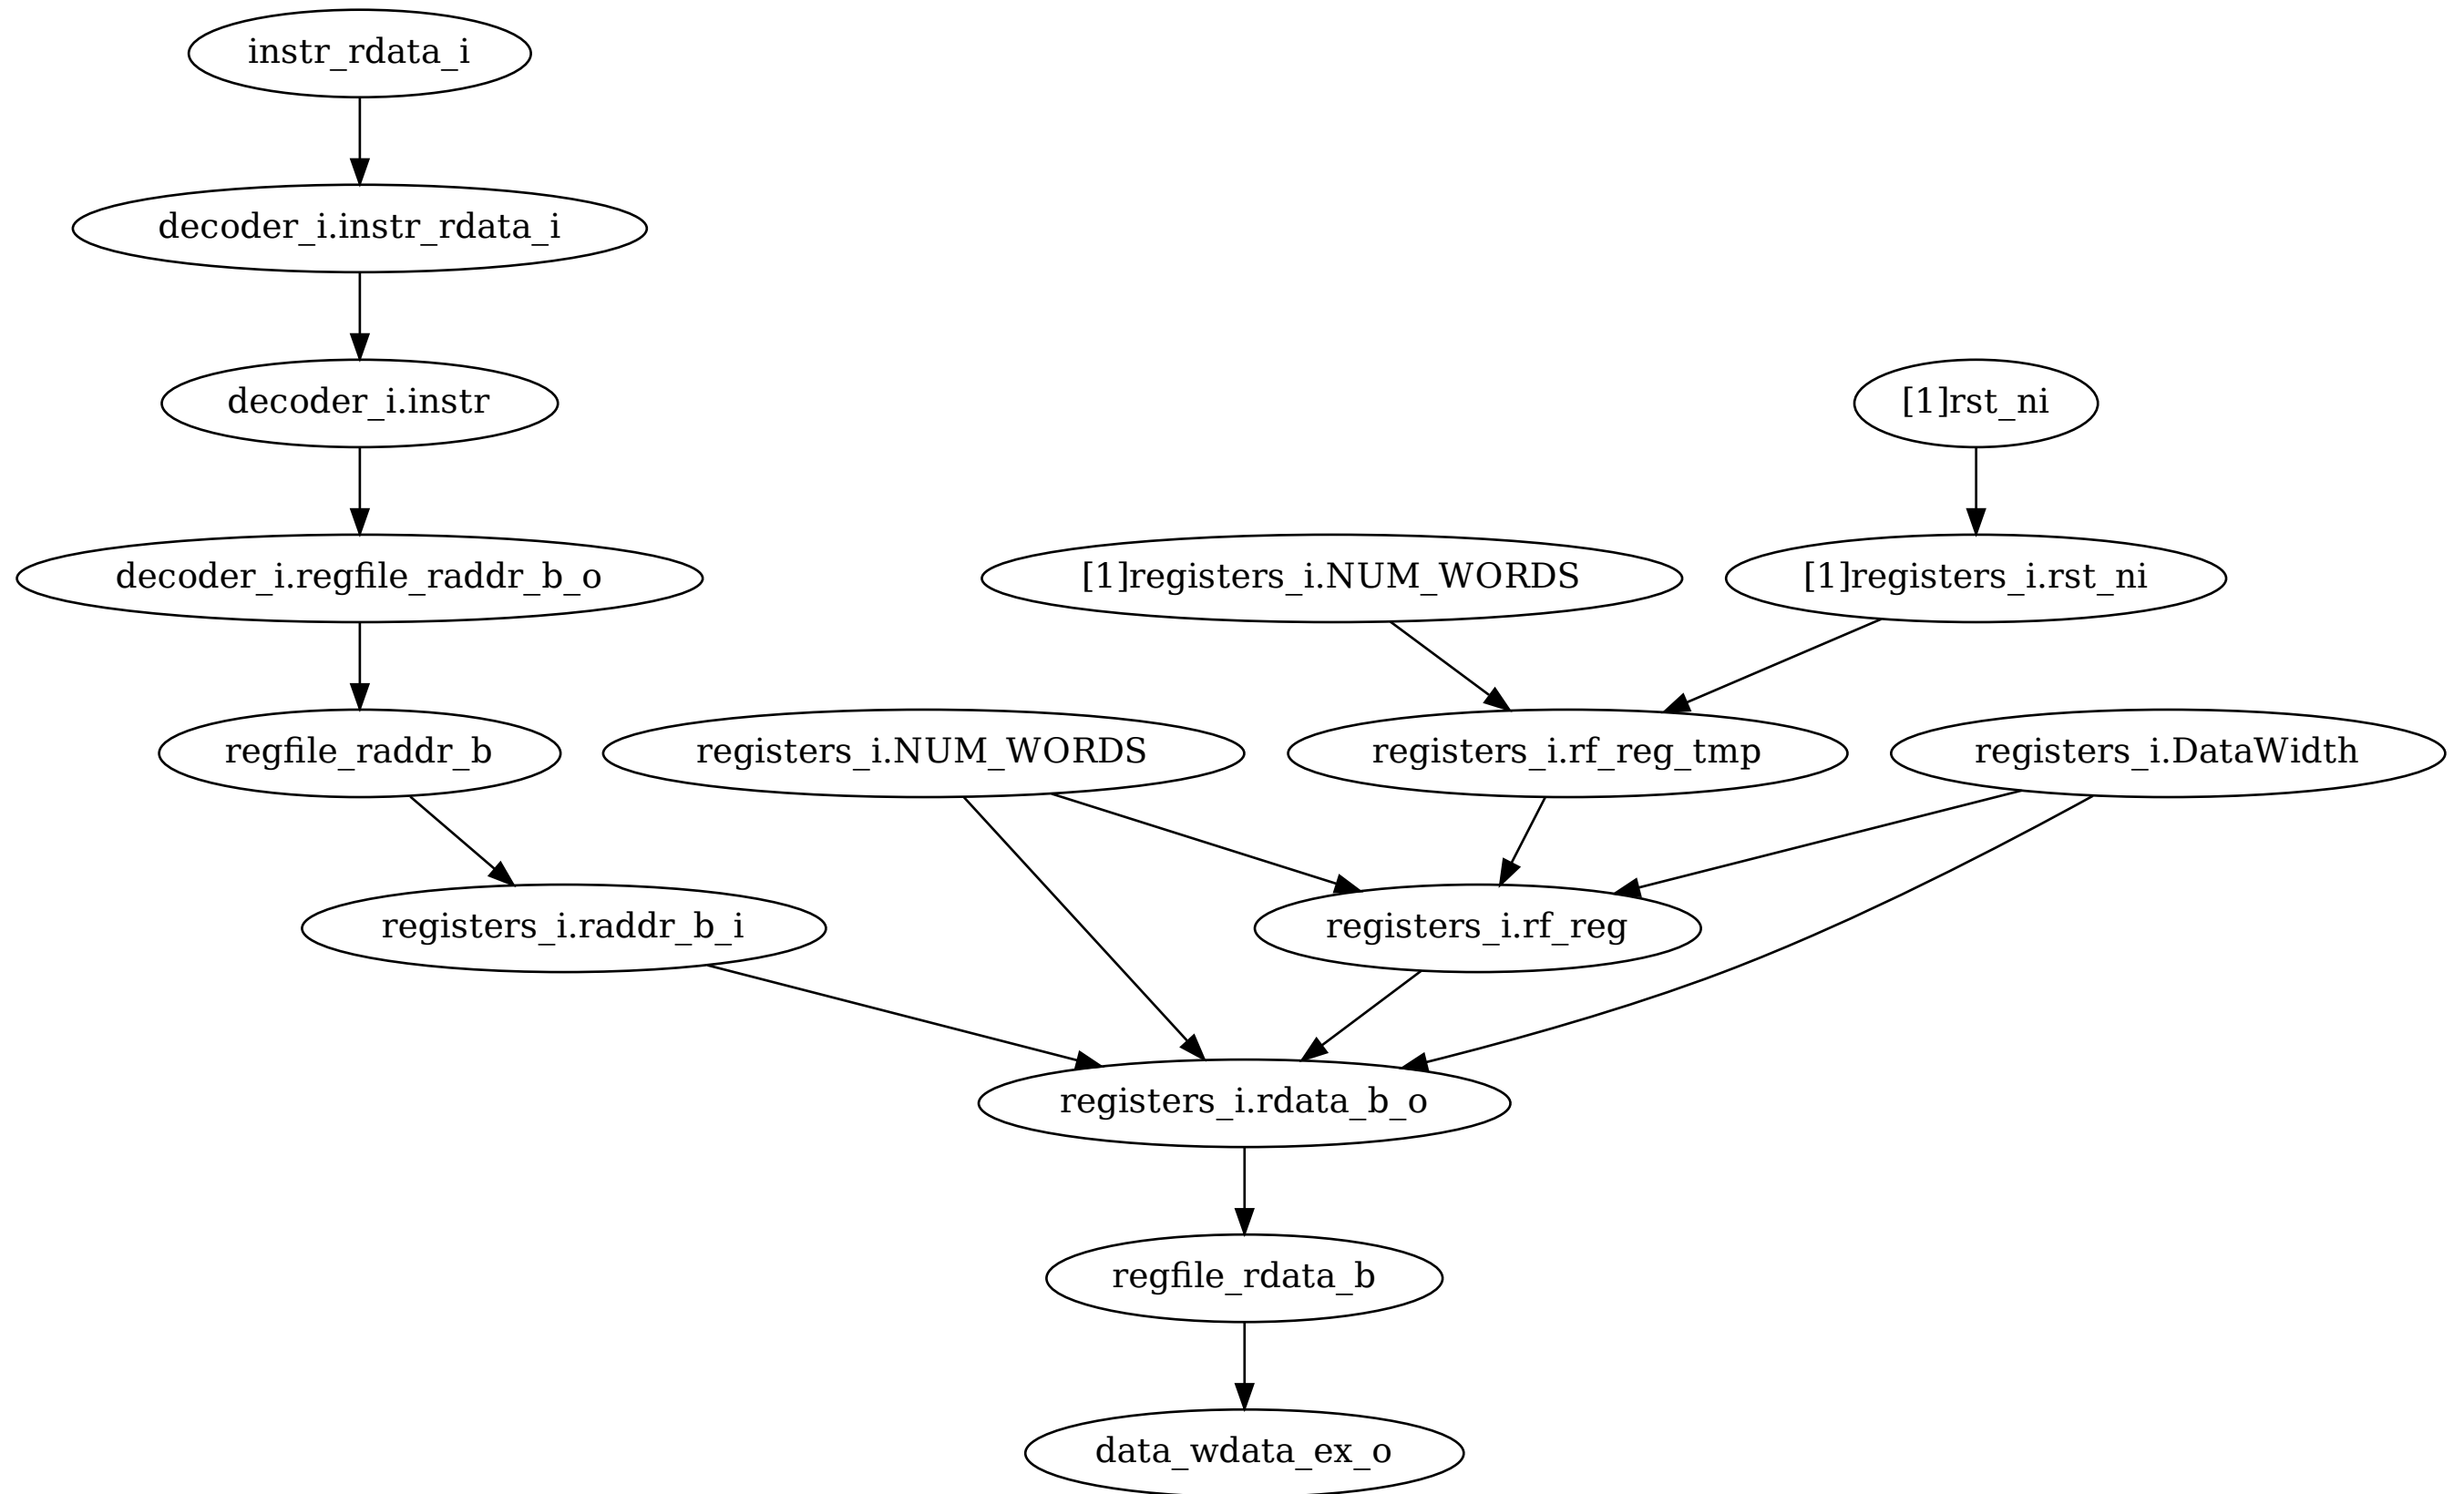 instr_rdata_i
decoder_i.instr_rdata_i
decoder_i.instr
[1]rst_ni
decoder_i.regfile_raddr_b_o
[1]registers_i.NUM_WORDS
[1]registers_i.rst_ni
regfile_raddr_b
registers_i.NUM_WORDS
registers_i.rf_reg_tmp
registers_i.DataWidth
registers_i.raddr_b_i
registers_i.rf_reg
registers_i.rdata_b_o
regfile_rdata_b
data_wdata_ex_o